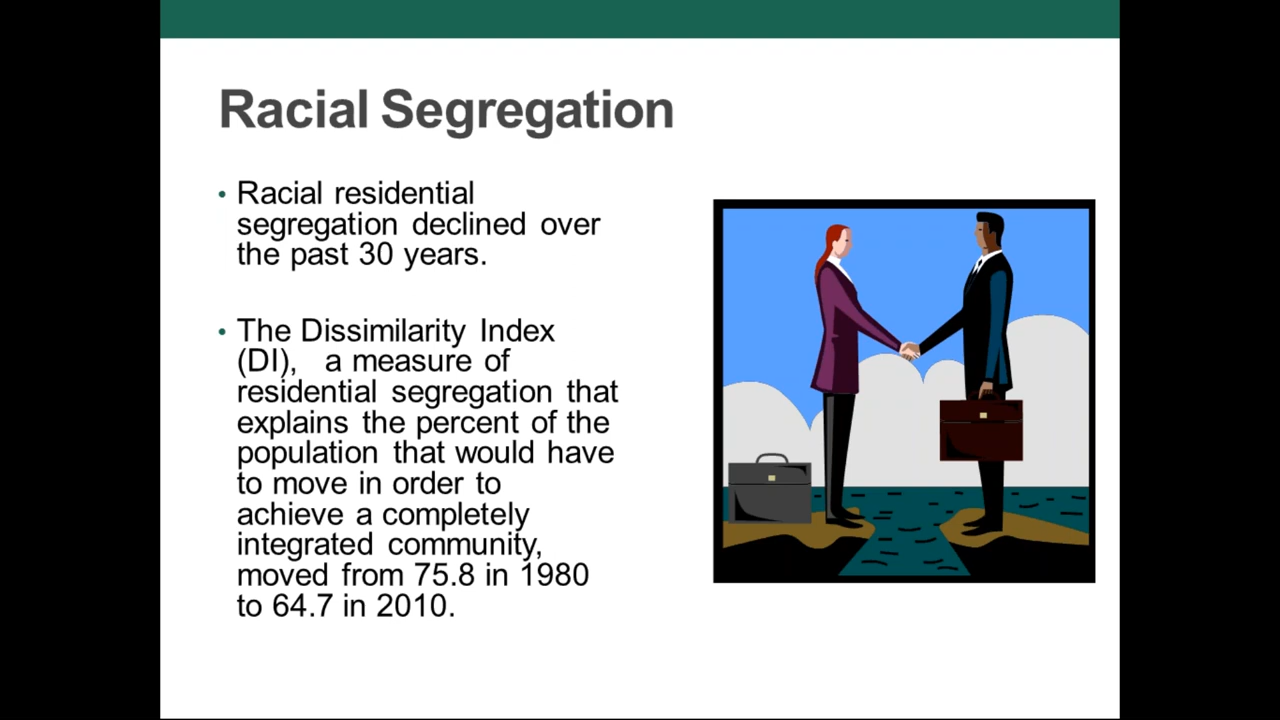 Racial Segregation
• Racial residential
segregation declined over
the past 30 years.
• The Dissimilarity Index
(DI), a measure of
residential segregation that
explains the percent of the
population that would have
to move in order to
achieve a completely
integrated community,
moved from 75.8 in 1980
to 64.7 in 2010.